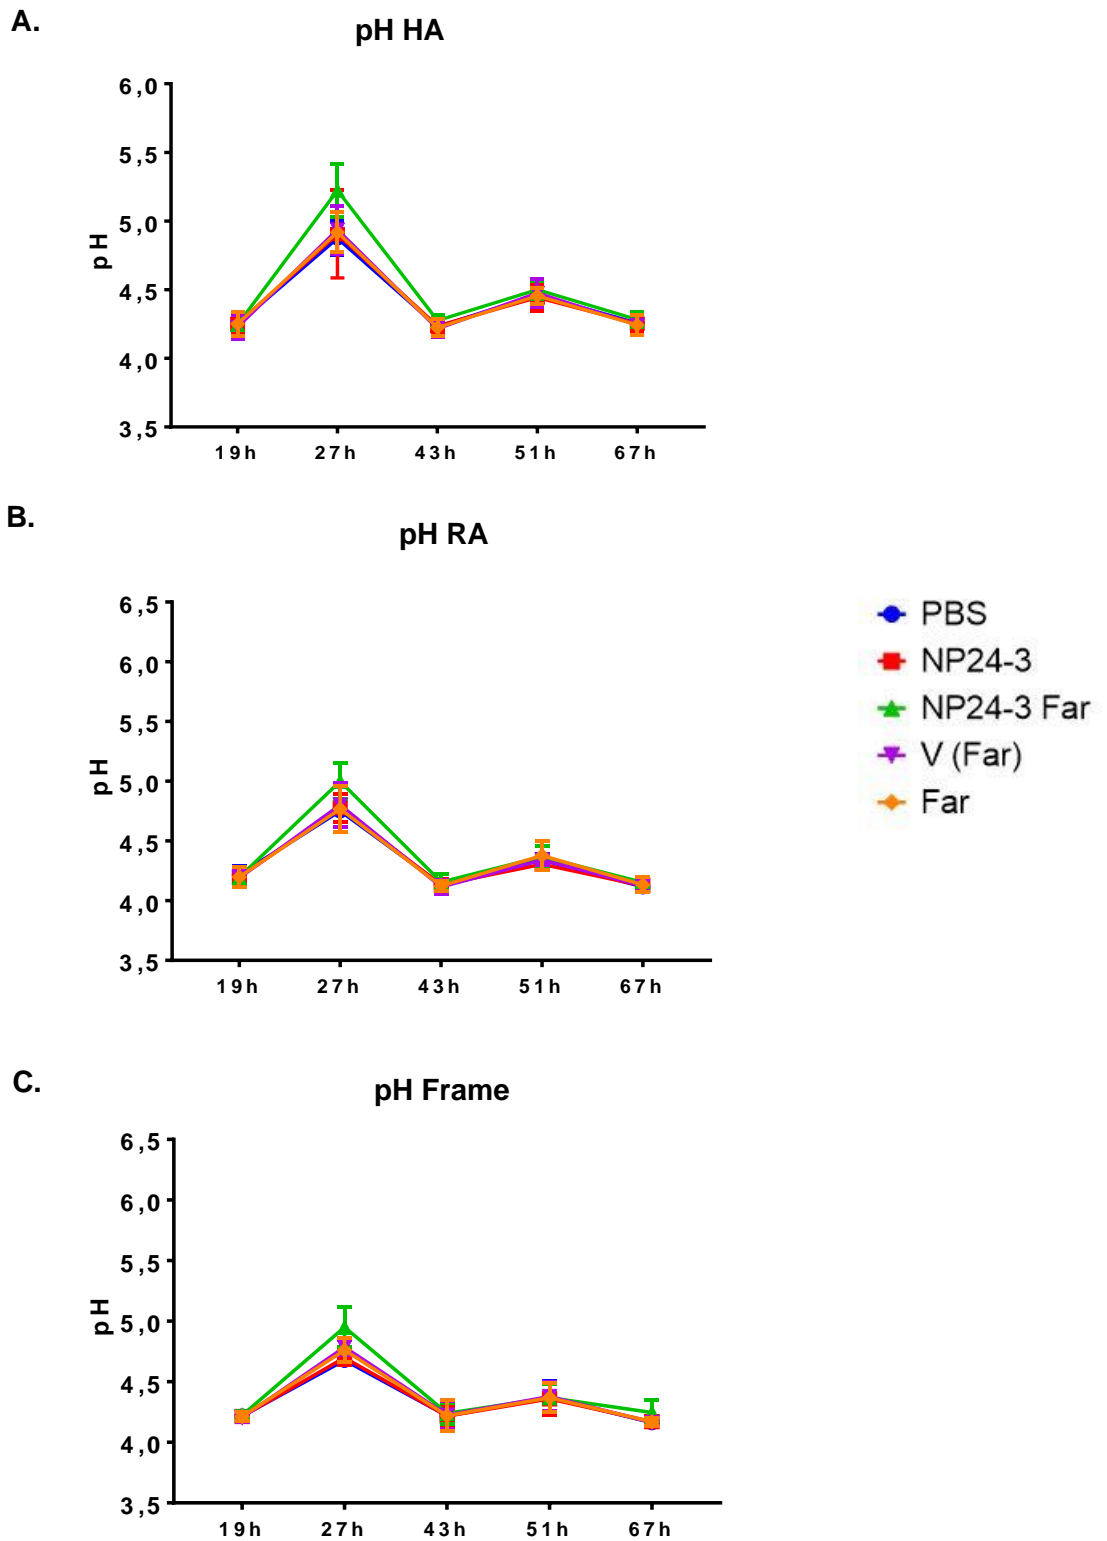 A.
pH HA
6,0
5,5
5,0
4,5
4,0
3,5
pH
19h 27h 43h 51h 67h
B.
pH RA
6,5
6,0
5,5
5,0
4,5
4,0
3,5
pH
19h 27h 43h 51h 67h
PBS
NP24-3
NP24-3 Far
V (Far)
Far
C.
pH Frame
6,5
6,0
5,5
5,0
4,5
4,0
3,5
pH
19h 27h 43h 51h 67h